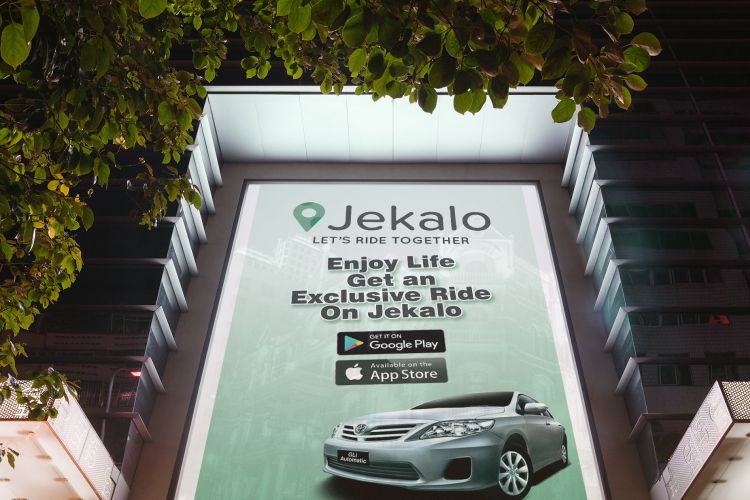 Jekalo
LET'S RIDE TOGETHER
Enjoy Life
Get an
Exclusive Ride
On Jekalo
GET IT ON
Google Play
Available on the
App Store
GLI
Automatic